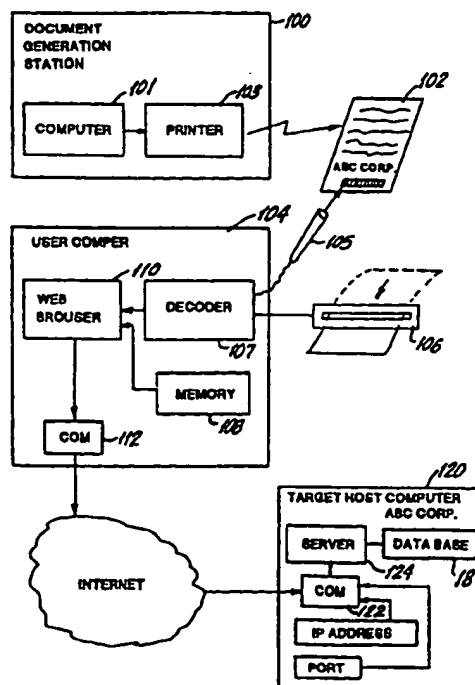 100
DOCUMENT
GENERATION
STATION
101
103
COMPUTER
PRINTER
102
ABC CORP.
104
USER COMPER
105
110
WEB
BROUSER
DECODER
107
106
MEMORY
108
COM
112
120
TARGET HOST COMPUTER
ABC CORP.
SERVER
DATA BASE
124
18
INTERNET
COM
122
IP ADDRESS
PORT